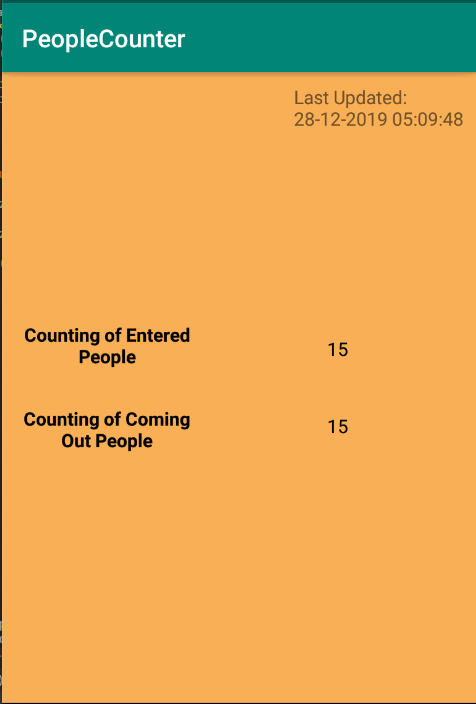 PeopleCounter
Last Updated:
28-12-2019 05:09:48
Counting of Entered
People
15
Counting of Coming
Out People
15